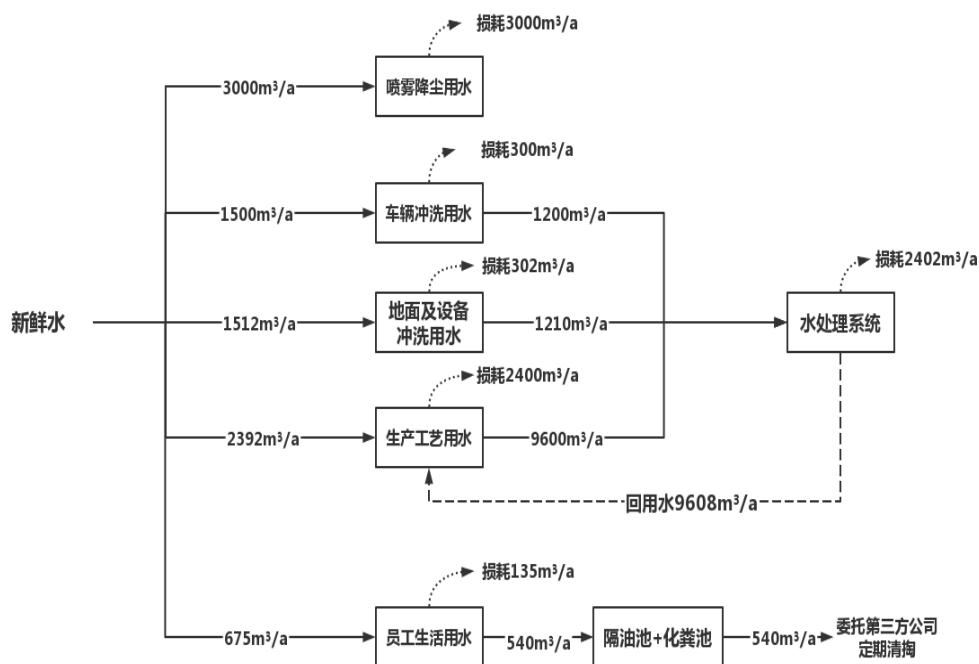 损耗3000m³/a
3000m³/a
喷雾降尘用水
损耗300m³/a
1500m³/a
车辆冲洗用水
1200m³/a
损耗302m³/a
损耗2402m³/a
新鲜水
1512m³/a
地面及设备
冲洗用水
1210m³/a
水处理系统
损耗2400m³/a
2392m³/a
生产工艺用水
9600m³/a
回用水9608m³/a
损耗135m³/a
675m³/a
员工生活用水
540m³/a
隔油池+化粪池
540m³/a
委托第三方公司
定期清掏